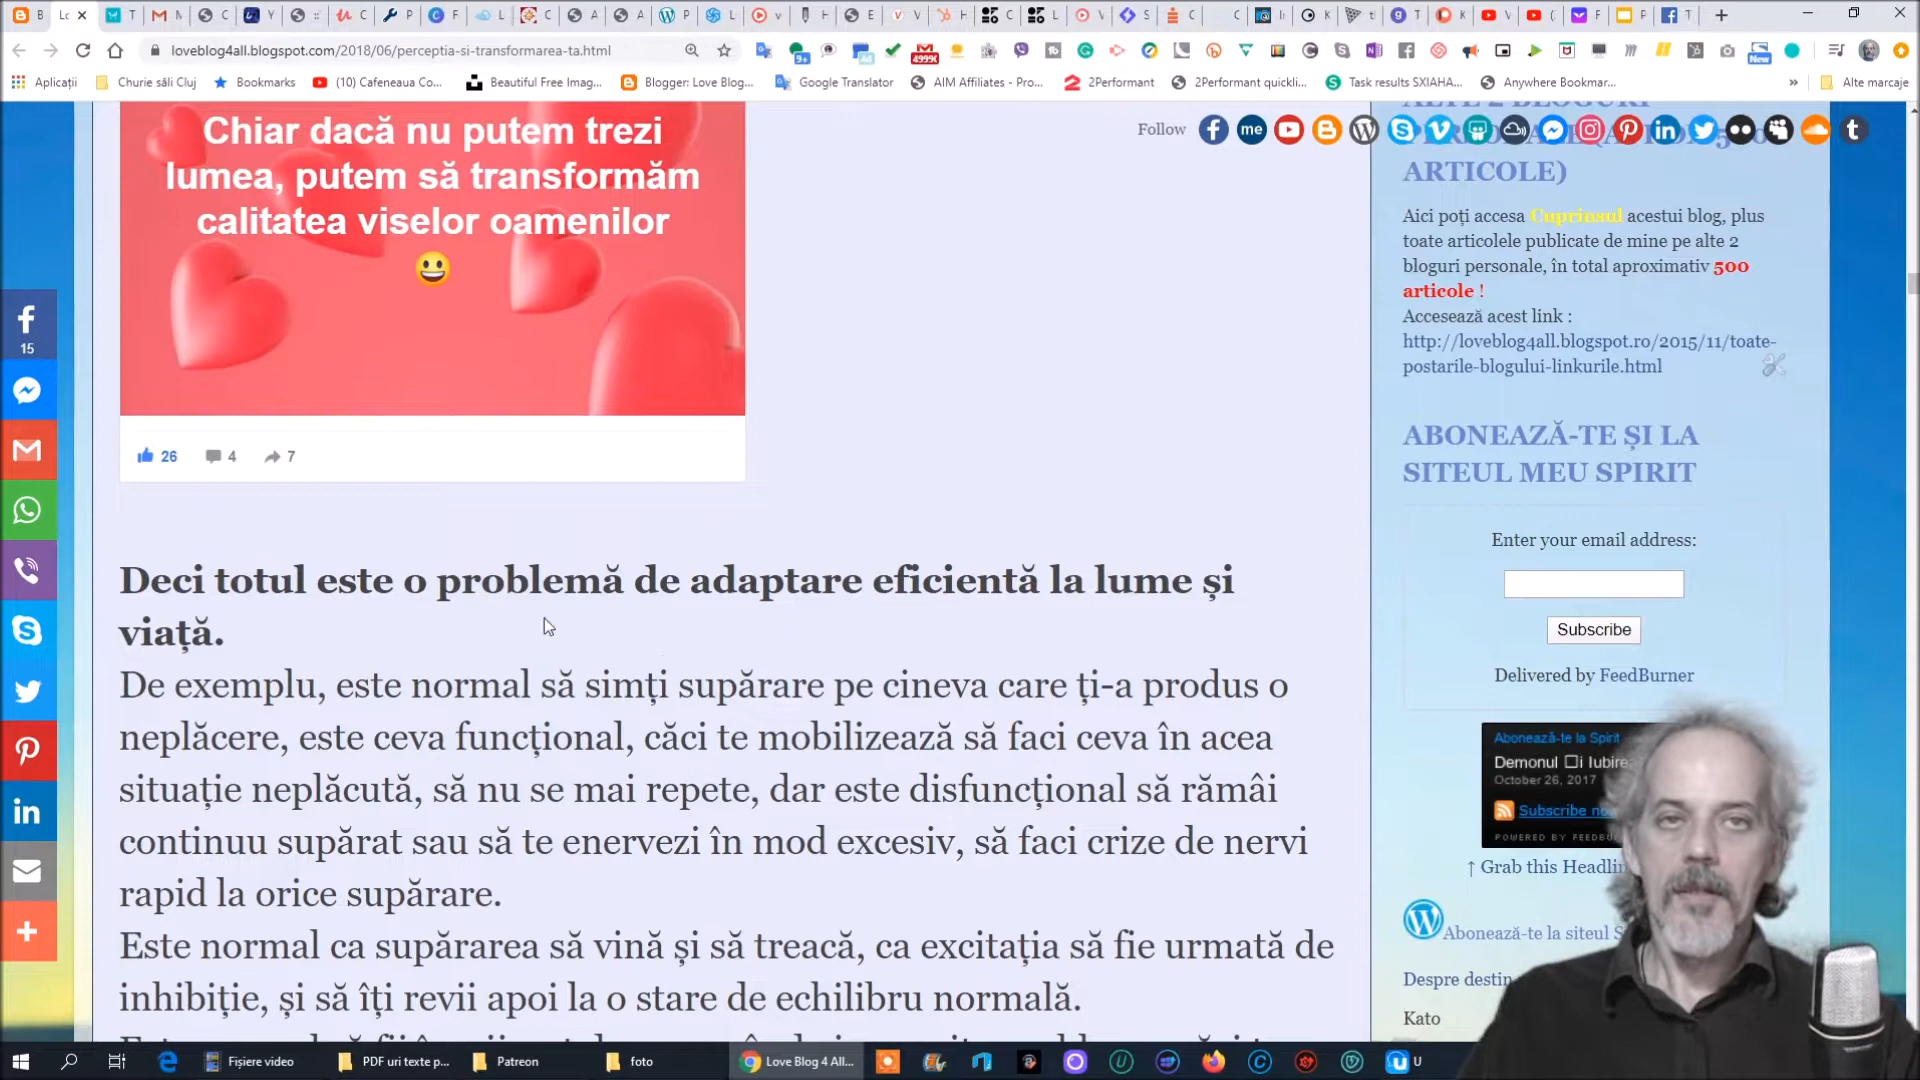 loveblog4all.blogspot.com/2018/06/perceptia-si-transformarea-ta.html
Aplicații
Churie săli Cluj
Bookmarks
(10) Cafeneaua Co...
Beautiful Free Imag...
Blogger: Love Blog...
Google Translator
AIM Affiliates - Pro...
2Performant
2Performant quickli...
Task results SXIAHA...
Anywhere Bookmar...
Alte marcaje
Chiar dacă nu putem trezi
lumea, putem să transformăm
calitatea viselor oamenilor
26
4
7
15
Follow
Deci totul este o problemă de adaptare eficientă la lume și
viață.
De exemplu, este normal să simți supărare pe cineva care ți-a produs o
neplăcere, este ceva funcțional, căci te mobilizează să faci ceva în acea
situație neplăcută, să nu se mai repete, dar este disfuncțional să rămâi
continuu supărat sau să te enervezi în mod excesiv, să faci crize de nervi
rapid la orice supărare.
Este normal ca supărarea să vină și să treacă, ca excitația să fie urmată de
inhibiție, și să îți revii apoi la o stare de echilibru normală.
ALTE 2 BLOGURI
ARTICOLE)
Aici poți accesa Cuprinsul acestui blog, plus
toate articolele publicate de mine pe alte 2
bloguri personale, în total aproximativ 500
articole !
Accesează acest link :
http://loveblog4all.blogspot.ro/2015/11/toate-
postarile-blogului-linkurile.html
ABONEAZĂ-TE ȘI LA
SITEUL MEU SPIRIT
Enter your email address:
Subscribe
Delivered by FeedBurner
Abonează-te la Spirit
Demonul □i Iubire
October 26, 2017
Subscribe no
POWERED BY FEEDBU
↑ Grab this Headlin
Abonează-te la siteul S
Despre destin
Kato
Fișiere video
PDF uri texte p...
Patreon
foto
Love Blog 4 All...
U